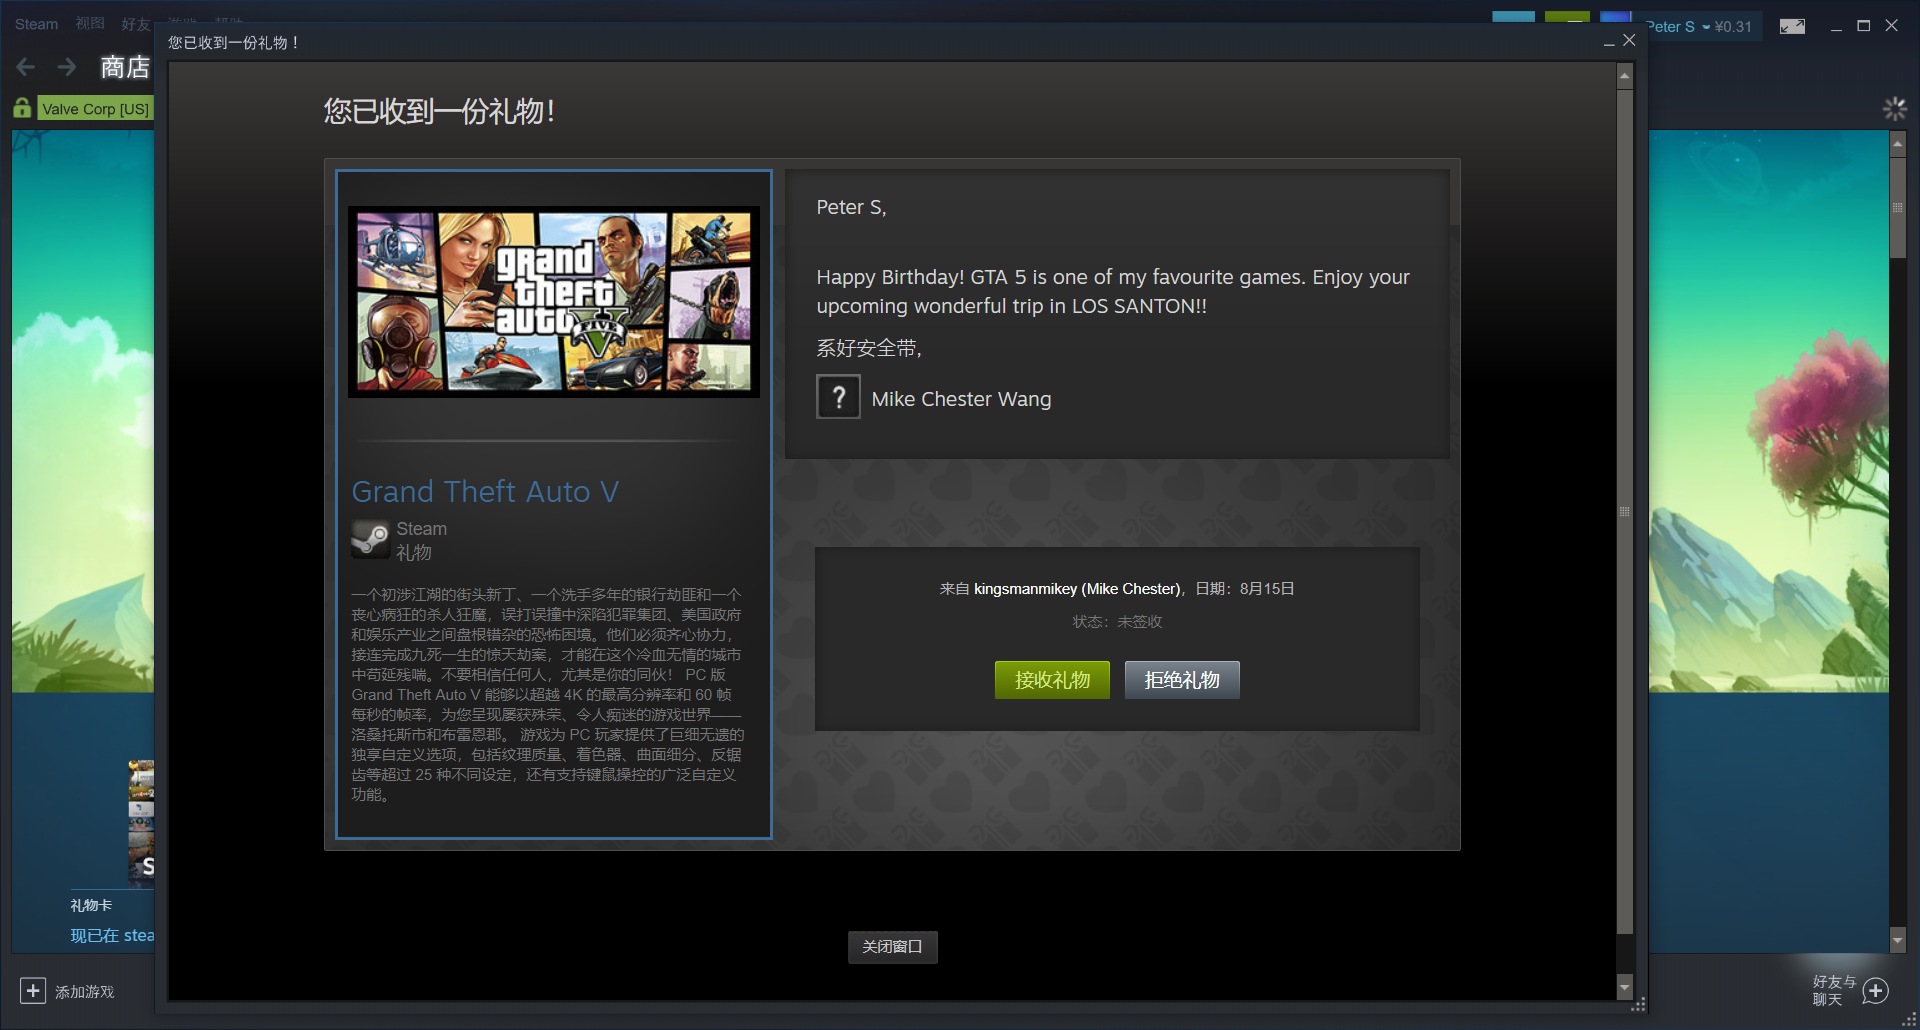 Steam 视图 好友 游戏 帮助
Peter S ¥0.31
您已收到一份礼物！
商店
Valve Corp [US]
您已收到一份礼物！
grand
theft
auto
FIVE
Peter S,
Happy Birthday! GTA 5 is one of my favourite games. Enjoy your
upcoming wonderful trip in LOS SANTON!!
系好安全带,
?
Mike Chester Wang
Grand Theft Auto V
Steam
礼物
一个初涉江湖的街头新丁、一个洗手多年的银行劫匪和一个
丧心病狂的杀人狂魔，误打误撞中深陷犯罪集团、美国政府
和娱乐产业之间盘根错杂的恐怖困境。他们必须齐心协力，
接连完成九死一生的惊天劫案，才能在这个冷血无情的城市
中苟延残喘。不要相信任何人，尤其是你的同伙！ PC 版
Grand Theft Auto V 能够以超越 4K 的最高分辨率和 60 帧
每秒的帧率，为您呈现屡获殊荣、令人痴迷的游戏世界——
洛桑托斯市和布雷恩郡。 游戏为 PC 玩家提供了巨细无遗的
独享自定义选项，包括纹理质量、着色器、曲面细分、反锯
齿等超过 25 种不同设定，还有支持键鼠操控的广泛自定义
功能。
来自 kingsmanmikey (Mike Chester)，日期：8月15日
状态：未签收
接收礼物 拒绝礼物
S
礼物卡
现已在 stea
关闭窗口
添加游戏
好友与
聊天